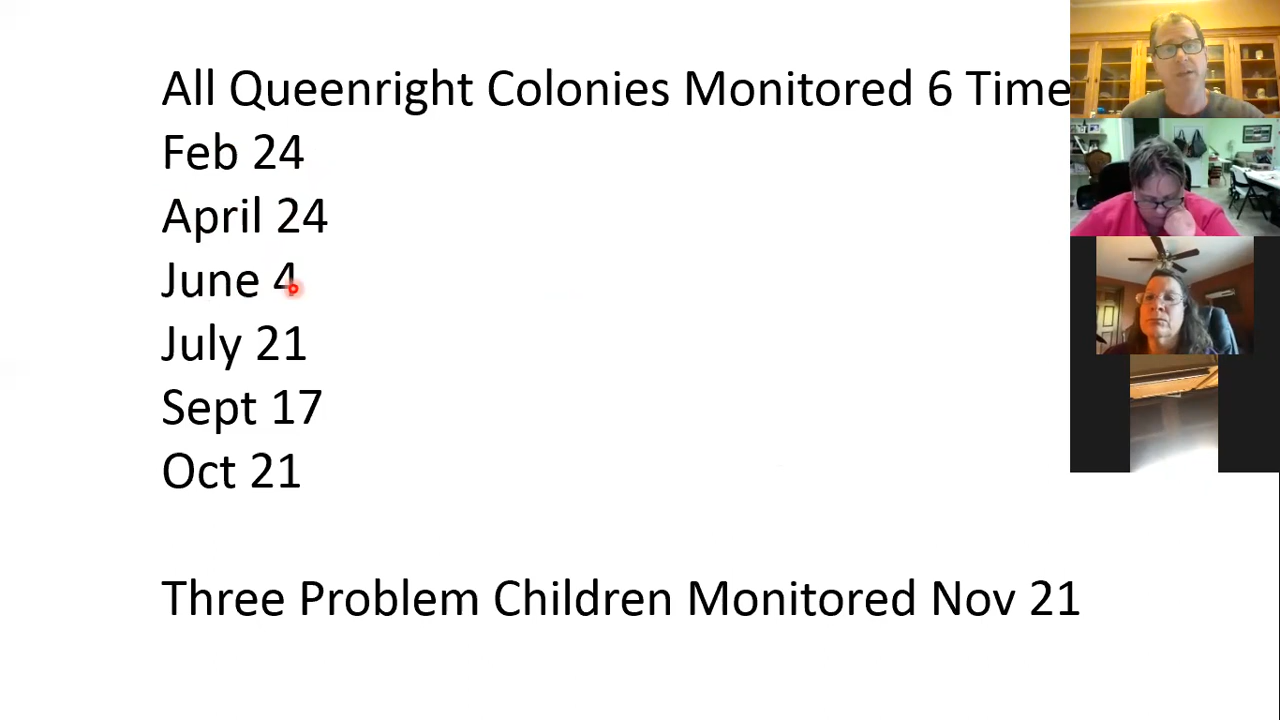 All Queenright Colonies Monitored 6 Time
Feb 24
April 24
June 4
July 21
Sept 17
Oct 21
Three Problem Children Monitored Nov 21